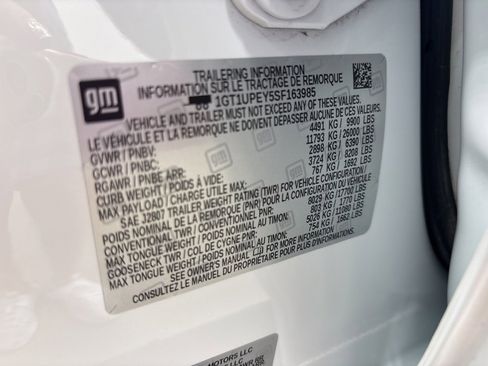 gm
TRAILERING INFORMATION
INFORMATION SUR LE TRACTAGE DE REMORQUE
1GT1UPEY5SF163985
VEHICLE AND TRAILER MUST NOT EXCEED ANY OF THESE VALUES.
LE VÉHICULE ET LA REMORQUE NE DOIVENT DÉPASSER AUCUNE DE CES VALEURS.
GVWR / PNBV: 4491 KG / 9900 LBS
GCWR / PNBC: 11793 KG / 26000 LBS
RGAWR / PNBE ARR: 2898 KG / 6390 LBS
CURB WEIGHT / POIDS À VIDE: 3724 KG / 8208 LBS
MAX PAYLOAD / CHARGE UTILE MAX: 767 KG / 1692 LBS
SAE J2807 TRAILER WEIGHT RATING (TWR) FOR VEHICLE CONFIGURATION/
POIDS NOMINAL DE LA REMORQUE (PNR) POUR LA CONFIGURATION DU VÉHICULE
CONVENTIONAL TWR / CONVENTIONNEL PNR: 8029 KG / 17700 LBS
MAX TONGUE WEIGHT / POIDS MAX AU TIMON: 803 KG / 1770 LBS
GOOSENECK TWR / COL DE CYGNE PNR: 5026 KG / 11080 LBS
MAX TONGUE WEIGHT / POIDS MAX AU TIMON: 754 KG / 1662 LBS
SEE OWNER'S MANUAL FOR MORE INFORMATION
CONSULTEZ LE MANUEL DU PROPRIÉTAIRE POUR PLUS D'INFORMATION
MOTORS LLC